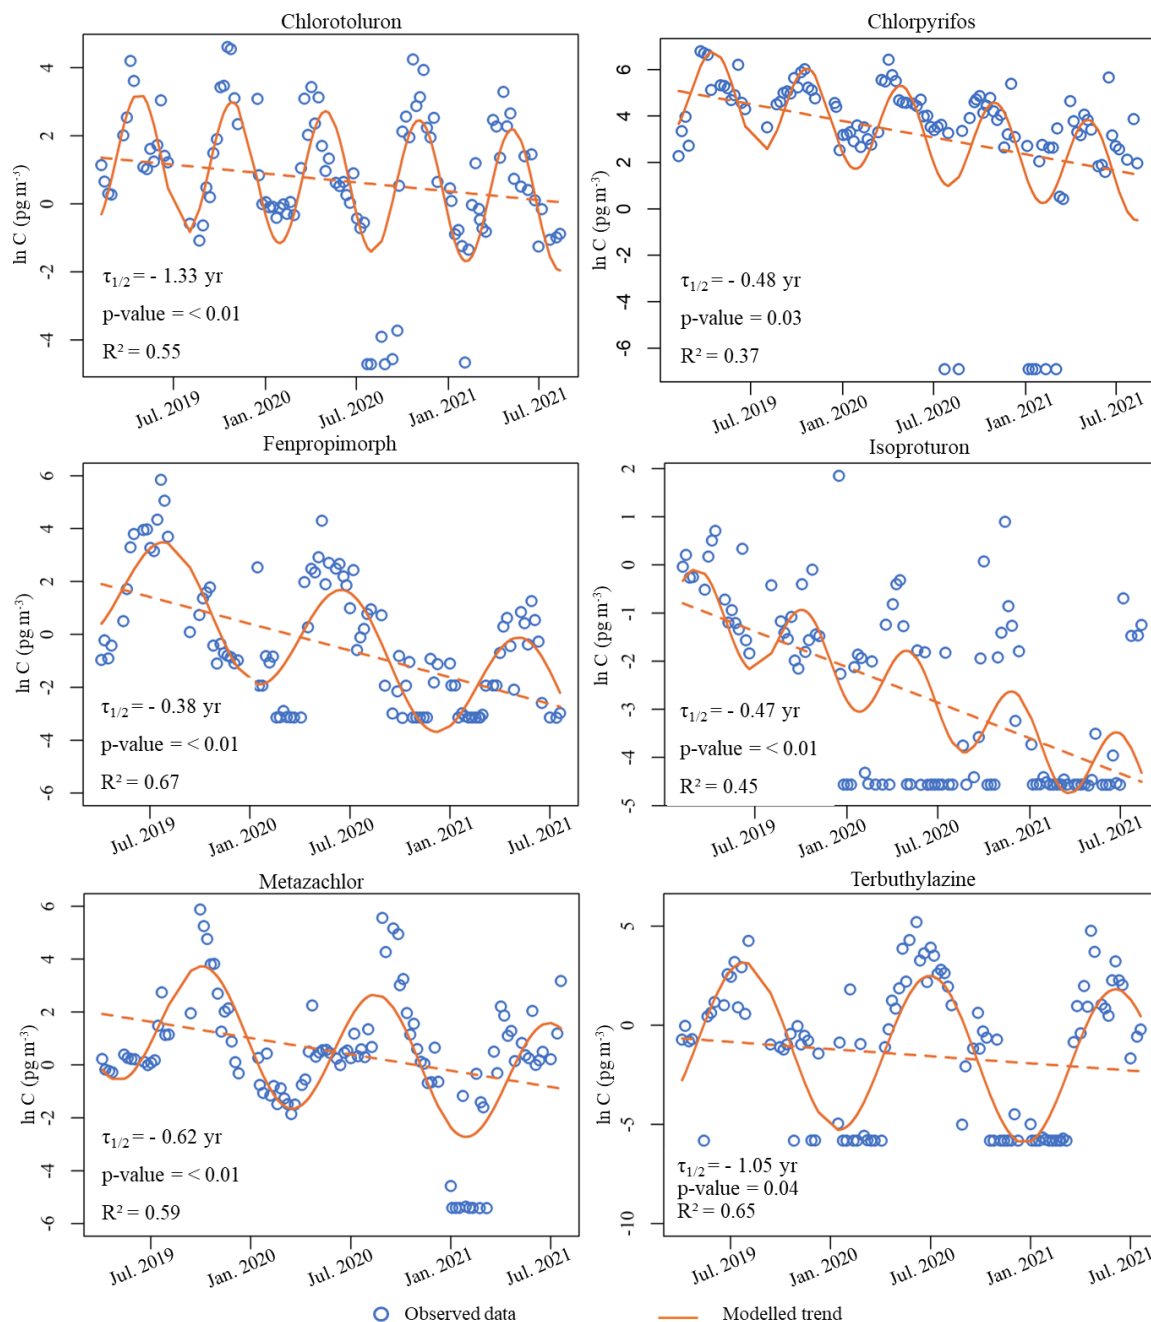 Chlorotoluron
ln C (pg m-3)
4
2
0
-2
-4
τ1/2 = - 1.33 yr
p-value = < 0.01
R² = 0.55
Jul. 2019 Jan. 2020 Jul. 2020 Jan. 2021 Jul. 2021
Chlorpyrifos
ln C (pg m-3)
6
4
2
0
-2
-4
-6
τ1/2 = - 0.48 yr
p-value = 0.03
R² = 0.37
Jul. 2019 Jan. 2020 Jul. 2020 Jan. 2021 Jul. 2021
Fenpropimorph
ln C (pg m-3)
6
4
2
0
-2
-4
-6
τ1/2 = - 0.38 yr
p-value = < 0.01
R² = 0.67
Jul. 2019 Jan. 2020 Jul. 2020 Jan. 2021 Jul. 2021
Isoproturon
ln C (pg m-3)
2
1
0
-1
-2
-3
-4
-5
τ1/2 = - 0.47 yr
p-value = < 0.01
R² = 0.45
Jul. 2019 Jan. 2020 Jul. 2020 Jan. 2021 Jul. 2021
Metazachlor
ln C (pg m-3)
6
4
2
0
-2
-4
-6
τ1/2 = - 0.62 yr
p-value = < 0.01
R² = 0.59
Jul. 2019 Jan. 2020 Jul. 2020 Jan. 2021 Jul. 2021
Terbuthylazine
ln C (pg m-3)
5
0
-5
-10
τ1/2 = - 1.05 yr
p-value = 0.04
R² = 0.65
Jul. 2019 Jan. 2020 Jul. 2020 Jan. 2021 Jul. 2021
Observed data Modelled trend